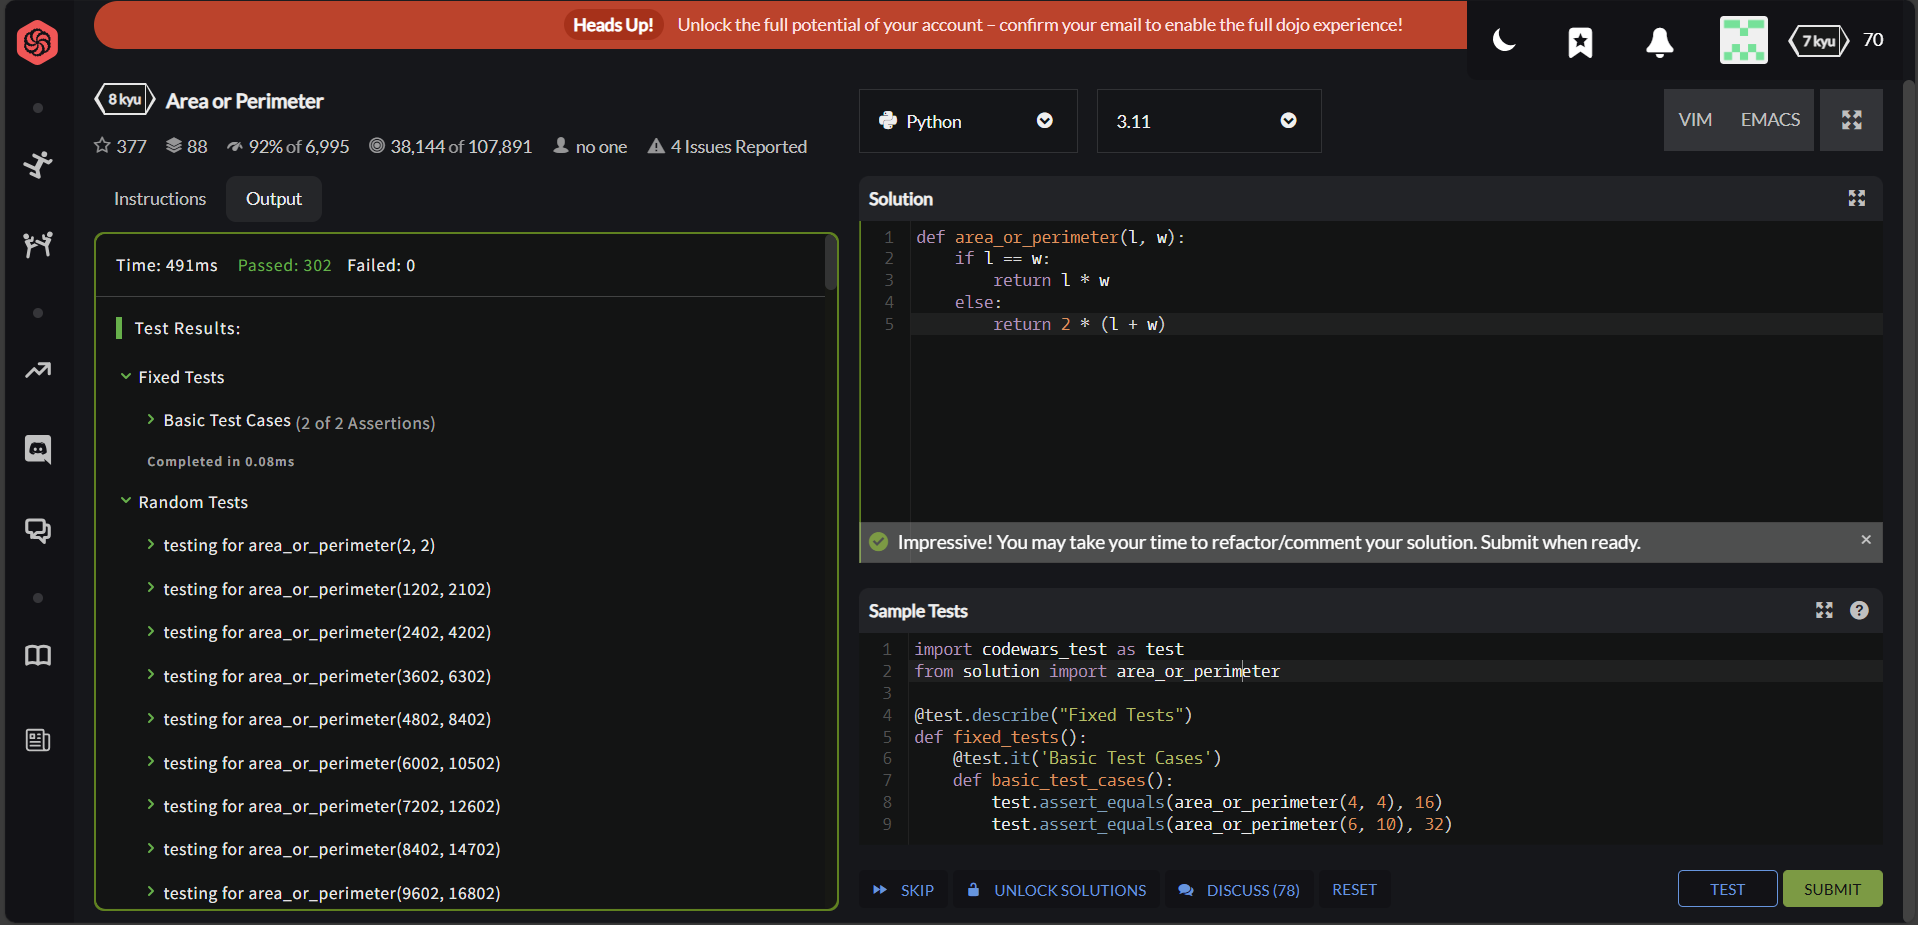 Heads Up! Unlock the full potential of your account – confirm your email to enable the full dojo experience!
7 kyu 70
8 kyu Area or Perimeter
377 88 92% of 6,995 38,144 of 107,891 no one 4 Issues Reported
Instructions Output
Time: 491ms Passed: 302 Failed: 0
Test Results:
Fixed Tests
Basic Test Cases (2 of 2 Assertions)
Completed in 0.08ms
Random Tests
testing for area_or_perimeter(2, 2)
testing for area_or_perimeter(1202, 2102)
testing for area_or_perimeter(2402, 4202)
testing for area_or_perimeter(3602, 6302)
testing for area_or_perimeter(4802, 8402)
testing for area_or_perimeter(6002, 10502)
testing for area_or_perimeter(7202, 12602)
testing for area_or_perimeter(8402, 14702)
testing for area_or_perimeter(9602, 16802)
Python 3.11 VIM EMACS
Solution
1 def area_or_perimeter(l, w):
2     if l == w:
3         return l * w
4     else:
5         return 2 * (l + w)
Impressive! You may take your time to refactor/comment your solution. Submit when ready. ×
Sample Tests ?
1 import codewars_test as test
2 from solution import area_or_perimeter
3
4 @test.describe("Fixed Tests")
5 def fixed_tests():
6     @test.it('Basic Test Cases')
7     def basic_test_cases():
8         test.assert_equals(area_or_perimeter(4, 4), 16)
9         test.assert_equals(area_or_perimeter(6, 10), 32)
SKIP UNLOCK SOLUTIONS DISCUSS (78) RESET TEST SUBMIT